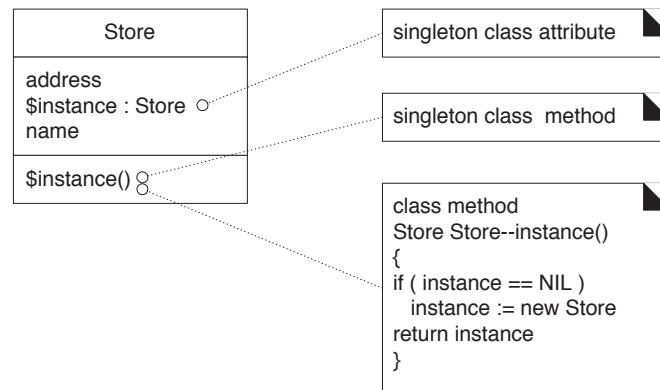 Store
address
$instance : Store
name
$instance()
singleton class attribute
singleton class method
class method
Store Store--instance()
{
if ( instance == NIL )
instance := new Store
return instance
}